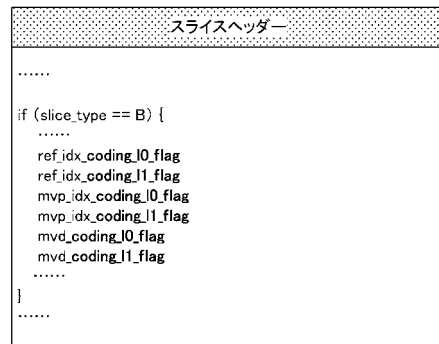 スライスヘッダー
......
if (slice_type == B) {
......
ref_idx_coding_l0_flag
ref_idx_coding_l1_flag
mvp_idx_coding_l0_flag
mvp_idx_coding_l1_flag
mvd_coding_l0_flag
mvd_coding_l1_flag
......
}
......